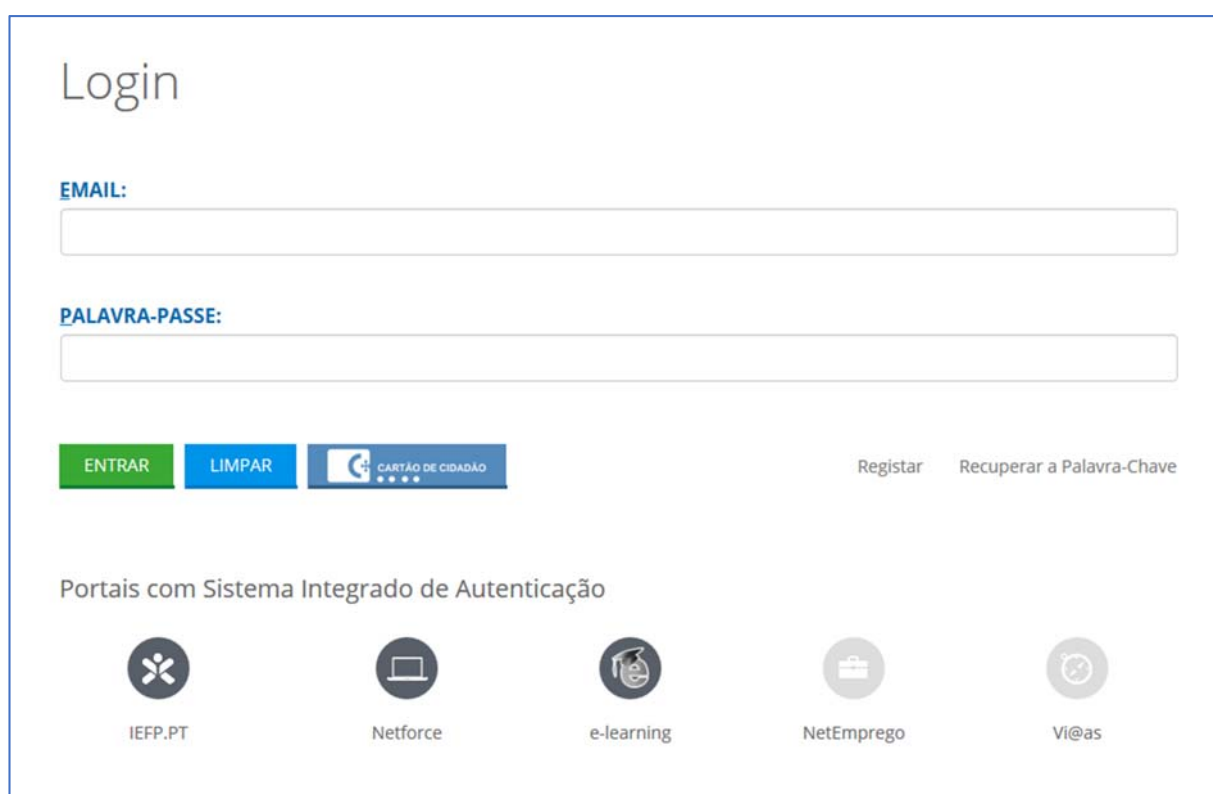 Login
EMAIL:
PALAVRA-PASSE:
ENTRAR LIMPAR CARTÃO DE CIDADÃO Registar Recuperar a Palavra-Chave
Portais com Sistema Integrado de Autenticação
IEFP.PT Netforce e-learning NetEmprego Vi@as